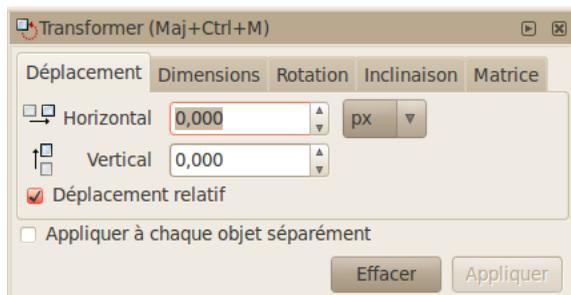 Transformer (Maj+Ctrl+M)
Déplacement Dimensions Rotation Inclinaison Matrice
Horizontal 0,000 px
Vertical 0,000
Déplacement relatif
Appliquer à chaque objet séparément
Effacer Appliquer